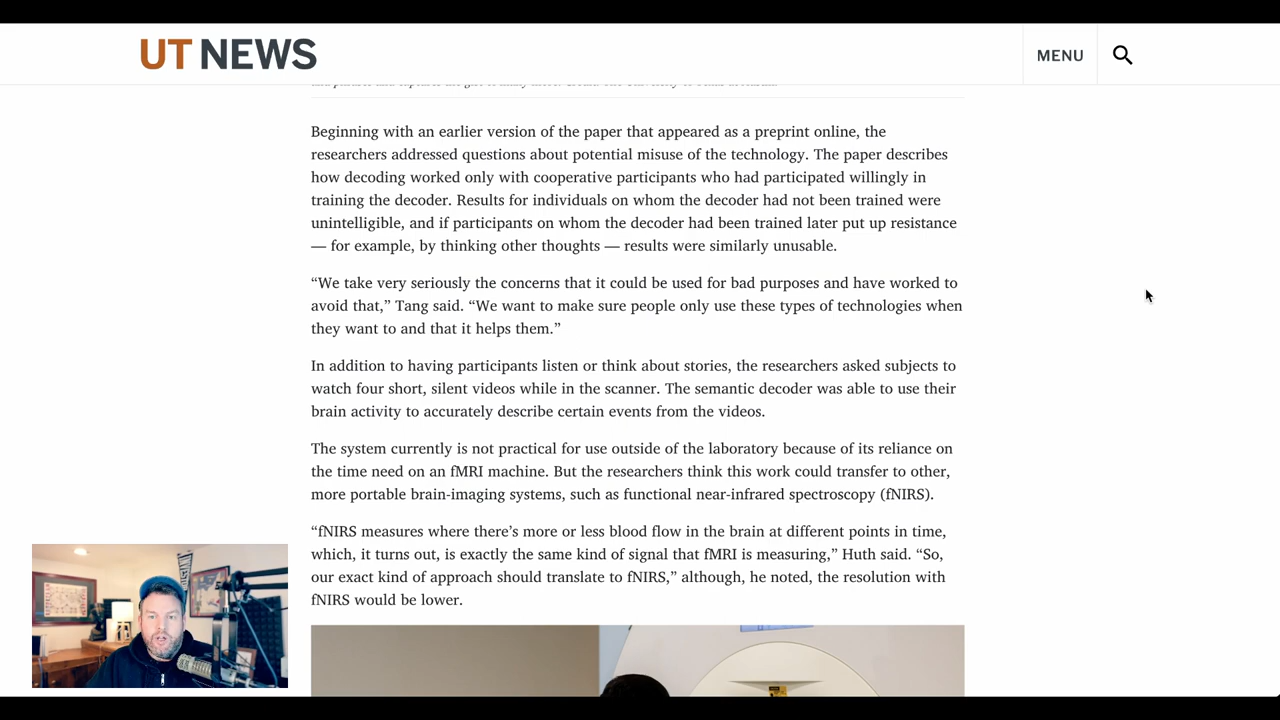 UT NEWS
MENU
Beginning with an earlier version of the paper that appeared as a preprint online, the
researchers addressed questions about potential misuse of the technology. The paper describes
how decoding worked only with cooperative participants who had participated willingly in
training the decoder. Results for individuals on whom the decoder had not been trained were
unintelligible, and if participants on whom the decoder had been trained later put up resistance
— for example, by thinking other thoughts — results were similarly unusable.
“We take very seriously the concerns that it could be used for bad purposes and have worked to
avoid that,” Tang said. “We want to make sure people only use these types of technologies when
they want to and that it helps them.”
In addition to having participants listen or think about stories, the researchers asked subjects to
watch four short, silent videos while in the scanner. The semantic decoder was able to use their
brain activity to accurately describe certain events from the videos.
The system currently is not practical for use outside of the laboratory because of its reliance on
the time need on an fMRI machine. But the researchers think this work could transfer to other,
more portable brain-imaging systems, such as functional near-infrared spectroscopy (fNIRS).
“fNIRS measures where there’s more or less blood flow in the brain at different points in time,
which, it turns out, is exactly the same kind of signal that fMRI is measuring,” Huth said. “So,
our exact kind of approach should translate to fNIRS,” although, he noted, the resolution with
fNIRS would be lower.